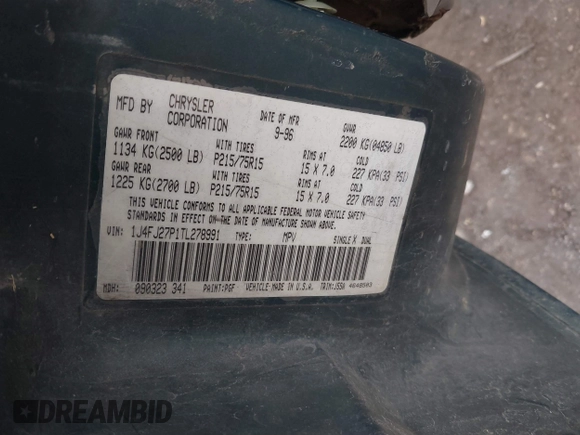 MFD BY CHRYSLER CORPORATION DATE OF MFR 9-96 GVWR 2200 KG(04850 LB)
GAWR FRONT WITH TIRES RIMS AT COLD
1134 KG(2500 LB) P215/75R15 15 X 7.0 227 KPA(33 PSI)
GAWR REAR WITH TIRES RIMS AT COLD
1225 KG(2700 LB) P215/75R15 15 X 7.0 227 KPA(33 PSI)
THIS VEHICLE CONFORMS TO ALL APPLICABLE FEDERAL MOTOR VEHICLE SAFETY
STANDARDS IN EFFECT ON THE DATE OF MANUFACTURE SHOWN ABOVE.
VIN: 1J4FJ27P1TL278991 TYPE: MPV SINGLE X DUAL
MDH: 090323 341 PAINT:PGF VEHICLE MADE IN U.S.A. TRIM:J5SA 4648503
DREAMBID